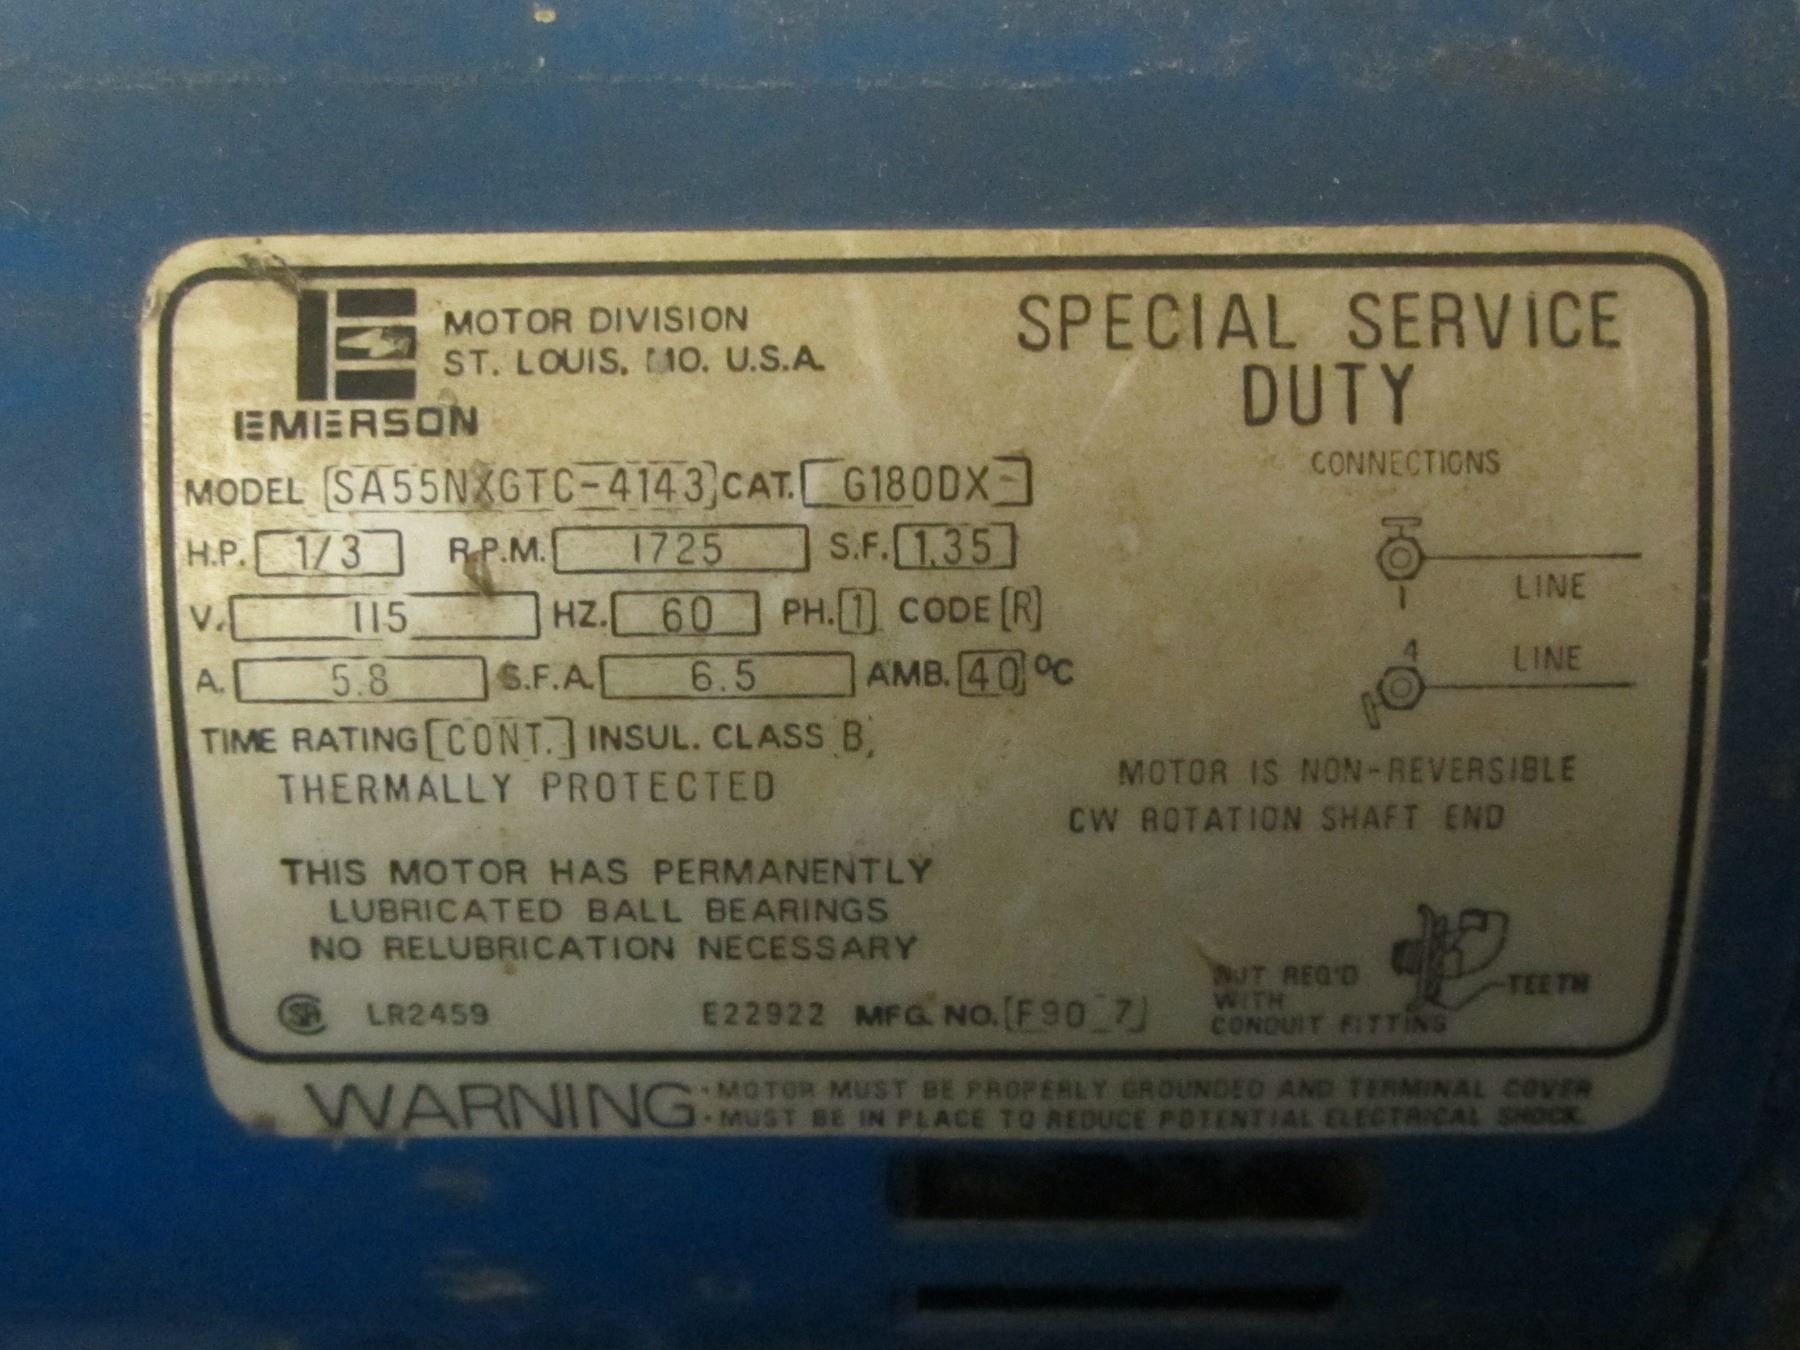 MOTOR DIVISION
ST. LOUIS, MO. U.S.A.
EMERSON
SPECIAL SERVICE
DUTY
MODEL SA55NXGTC-4143 CAT. G180DX-
H.P. 1/3 R.P.M. 1725 S.F. 1.35
V. 115 HZ. 60 PH. 1 CODE R
A. 5.8 S.F.A. 6.5 AMB. 40 °C
TIME RATING CONT. INSUL. CLASS B
THERMALLY PROTECTED
THIS MOTOR HAS PERMANENTLY
LUBRICATED BALL BEARINGS
NO RELUBRICATION NECESSARY
LR2459 E22922 MFG. NO. F90 7
CONNECTIONS
LINE
1
4 LINE
MOTOR IS NON-REVERSIBLE
CW ROTATION SHAFT END
NUT REQ'D
WITH
CONDUIT FITTING
TEETH
WARNING
• MOTOR MUST BE PROPERLY GROUNDED AND TERMINAL COVER
• MUST BE IN PLACE TO REDUCE POTENTIAL ELECTRICAL SHOCK.